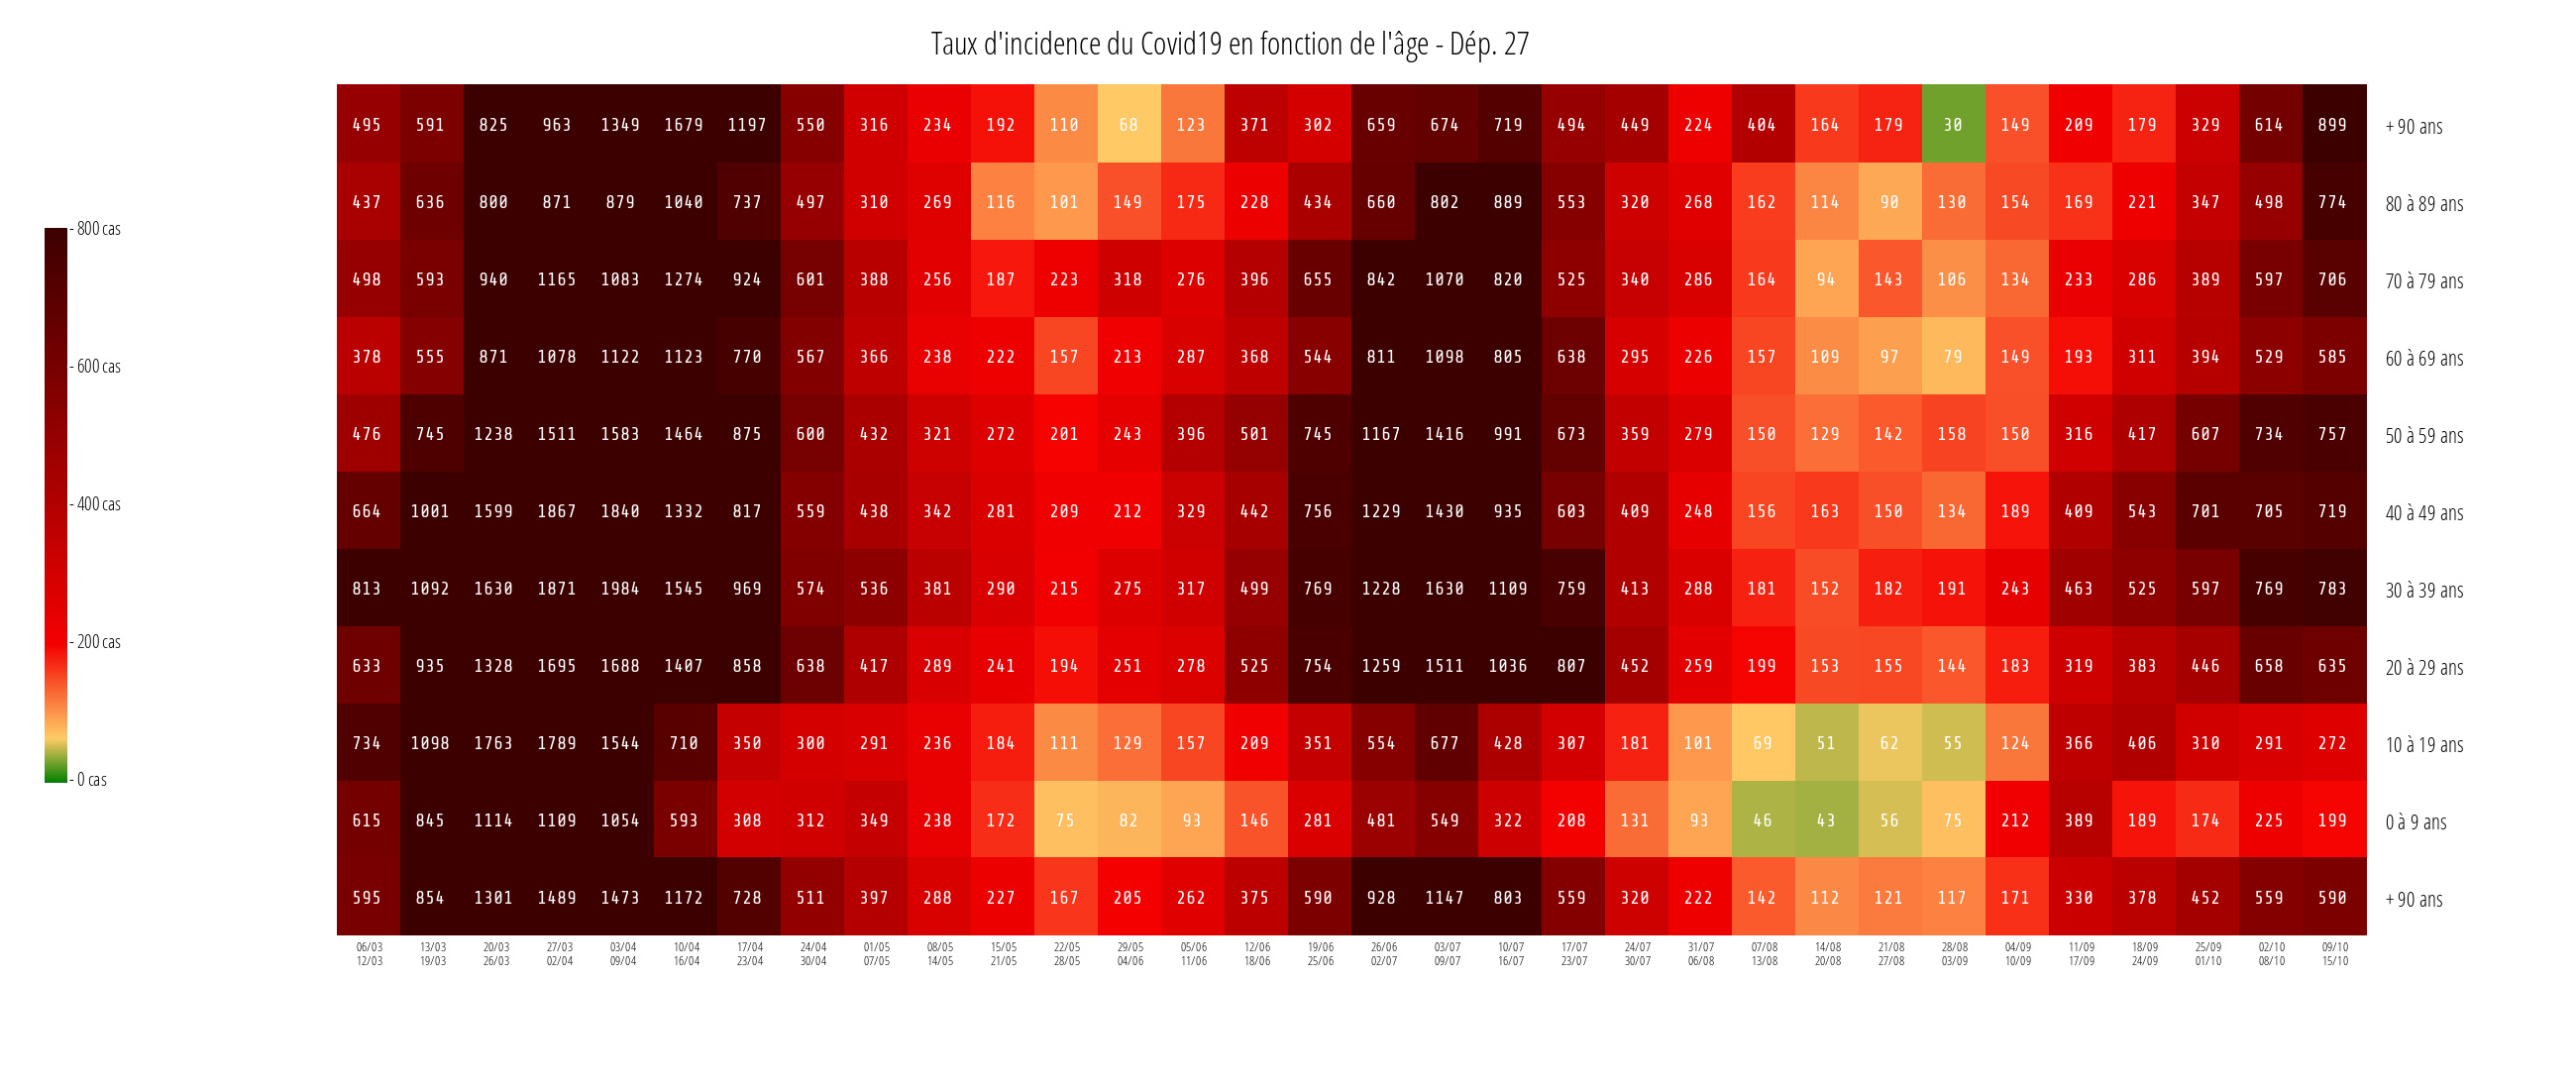 Taux d'incidence du Covid19 en fonction de l'âge - Dép. 27
- 800 cas
- 600 cas
- 400 cas
- 200 cas
- 0 cas
495 591 825 963 1349 1679 1197 550 316 234 192 110 68 123 371 302 659 674 719 494 449 224 404 164 179 30 149 209 179 329 614 899 + 90 ans
437 636 800 871 879 1040 737 497 310 269 116 101 149 175 228 434 660 802 889 553 320 268 162 114 90 130 154 169 221 347 498 774 80 à 89 ans
498 593 940 1165 1083 1274 924 601 388 256 187 223 318 276 396 655 842 1070 820 525 340 286 164 94 143 106 134 233 286 389 597 706 70 à 79 ans
378 555 871 1078 1122 1123 770 567 366 238 222 157 213 287 368 544 811 1098 805 638 295 226 157 109 97 79 149 193 311 394 529 585 60 à 69 ans
476 745 1238 1511 1583 1464 875 600 432 321 272 201 243 396 501 745 1167 1416 991 673 359 279 150 129 142 158 150 316 417 607 734 757 50 à 59 ans
664 1001 1599 1867 1840 1332 817 559 438 342 281 209 212 329 442 756 1229 1430 935 603 409 248 156 163 150 134 189 409 543 701 705 719 40 à 49 ans
813 1092 1630 1871 1984 1545 969 574 536 381 290 215 275 317 499 769 1228 1630 1109 759 413 288 181 152 182 191 243 463 525 597 769 783 30 à 39 ans
633 935 1328 1695 1688 1407 858 638 417 289 241 194 251 278 525 754 1259 1511 1036 807 452 259 199 153 155 144 183 319 383 446 658 635 20 à 29 ans
734 1098 1763 1789 1544 710 350 300 291 236 184 111 129 157 209 351 554 677 428 307 181 101 69 51 62 55 124 366 406 310 291 272 10 à 19 ans
615 845 1114 1109 1054 593 308 312 349 238 172 75 82 93 146 281 481 549 322 208 131 93 46 43 56 75 212 389 189 174 225 199 0 à 9 ans
595 854 1301 1489 1473 1172 728 511 397 288 227 167 205 262 375 590 928 1147 803 559 320 222 142 112 121 117 171 330 378 452 559 590 + 90 ans
06/03 13/03 20/03 27/03 03/04 10/04 17/04 24/04 01/05 08/05 15/05 22/05 29/05 05/06 12/06 19/06 26/06 03/07 10/07 17/07 24/07 31/07 07/08 14/08 21/08 28/08 04/09 11/09 18/09 25/09 02/10 09/10
12/03 19/03 26/03 02/04 09/04 16/04 23/04 30/04 07/05 14/05 21/05 28/05 04/06 11/06 18/06 25/06 02/07 09/07 16/07 23/07 30/07 06/08 13/08 20/08 27/08 03/09 10/09 17/09 24/09 01/10 08/10 15/10